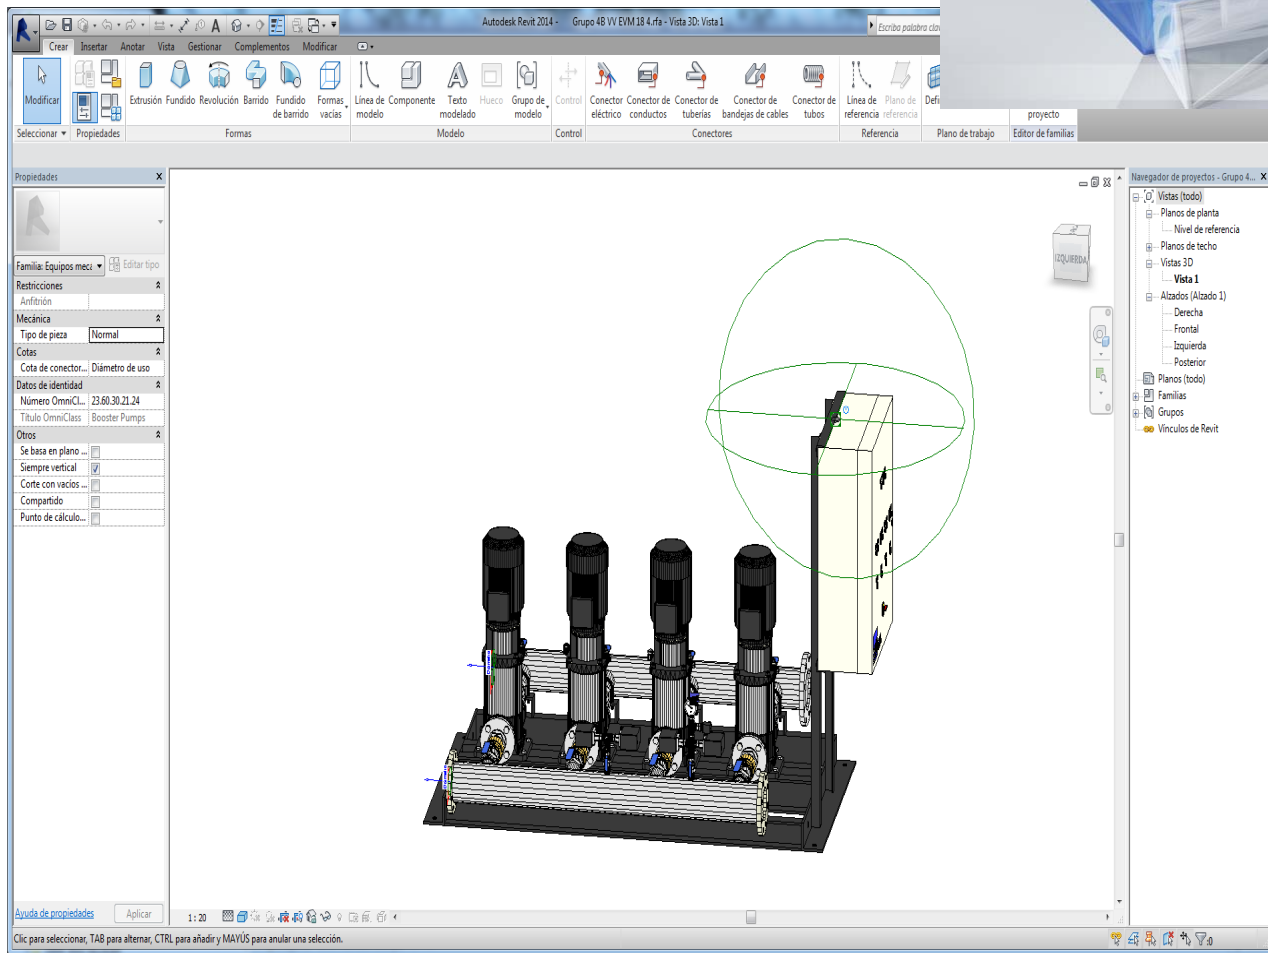 Autodesk Revit 2014 -     Grupo 4B VV EVM 18 4.rfa - Vista 3D: Vista 1
Escriba palabra cla
Crear Insertar Anotar Vista Gestionar Complementos Modificar
Modificar
Extrusión Fundido Revolución Barrido Fundido de barrido Formas vacías
Línea de modelo Componente Texto modelado Hueco Grupo de modelo
Control
Conector eléctrico Conector de conductos Conector de tuberías Conector de bandejas de cables Conector de tubos
Línea de referencia Plano de referencia
Defi
proyecto
Seleccionar Propiedades Formas Modelo Control Conectores Referencia Plano de trabajo Editor de familias
Propiedades
Familia: Equipos mecá Editar tipo
Restricciones
Anfitrión
Mecánica
Tipo de pieza Normal
Cotas
Cota de conector... Diámetro de uso
Datos de identidad
Número OmniCl... 23.60.30.21.24
Título OmniClass Booster Pumps
Otros
Se basa en plano ...
Siempre vertical
Corte con vacíos ...
Compartido
Punto de cálculo...
Ayuda de propiedades Aplicar
IZQUIERDA
1 : 20
Navegador de proyectos - Grupo 4...
Vistas (todo)
Planos de planta
Nivel de referencia
Planos de techo
Vistas 3D
Vista 1
Alzados (Alzado 1)
Derecha
Frontal
Izquierda
Posterior
Planos (todo)
Familias
Grupos
Vínculos de Revit
Clic para seleccionar, TAB para alternar, CTRL para añadir y MAYÚS para anular una selección.
:0